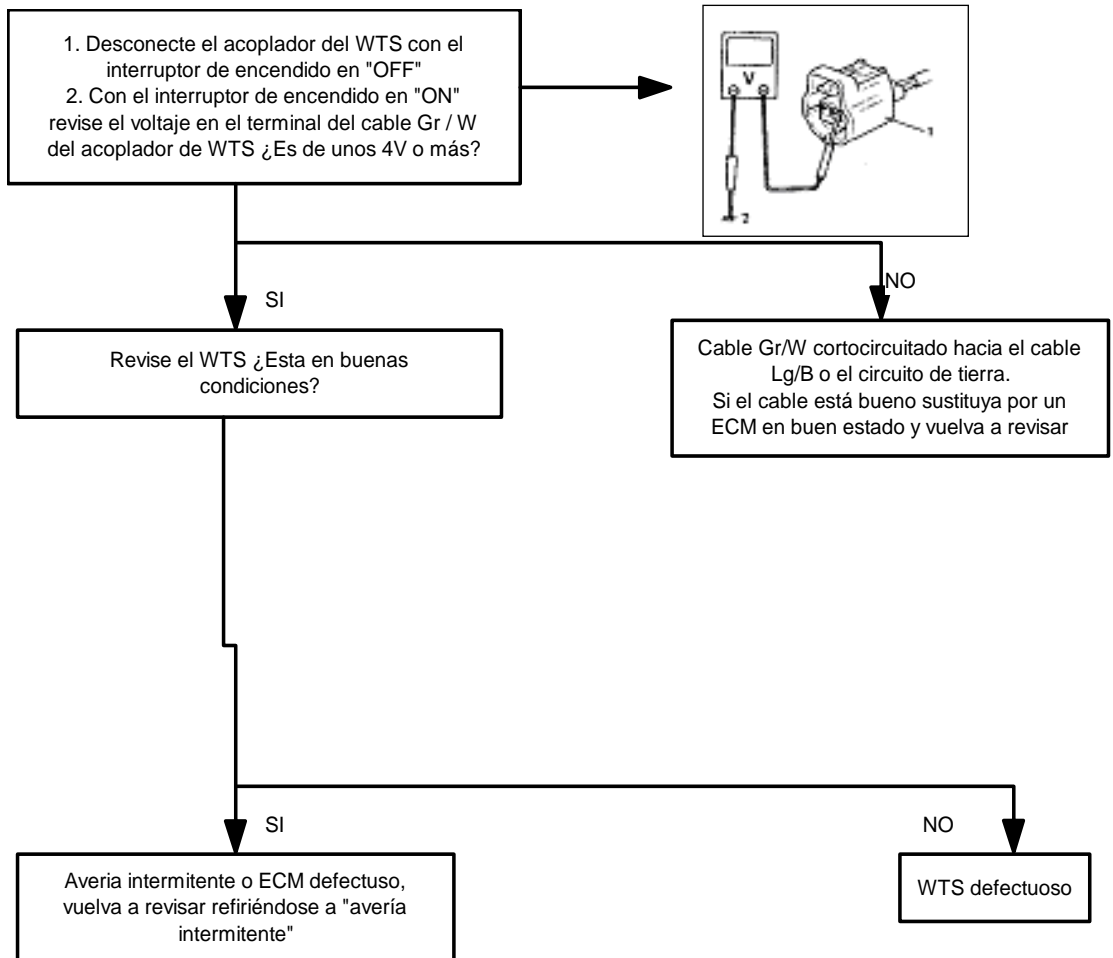 1. Desconecte el acoplador del WTS con el
interruptor de encendido en "OFF"
2. Con el interruptor de encendido en "ON"
revise el voltaje en el terminal del cable Gr / W
del acoplador de WTS ¿Es de unos 4V o más?
V
1
2
SI
NO
Revise el WTS ¿Esta en buenas
condiciones?
Cable Gr/W cortocircuitado hacia el cable
Lg/B o el circuito de tierra.
Si el cable está bueno sustituya por un
ECM en buen estado y vuelva a revisar
SI
NO
Averia intermitente o ECM defectuso,
vuelva a revisar refiriéndose a "avería
intermitente"
WTS defectuoso